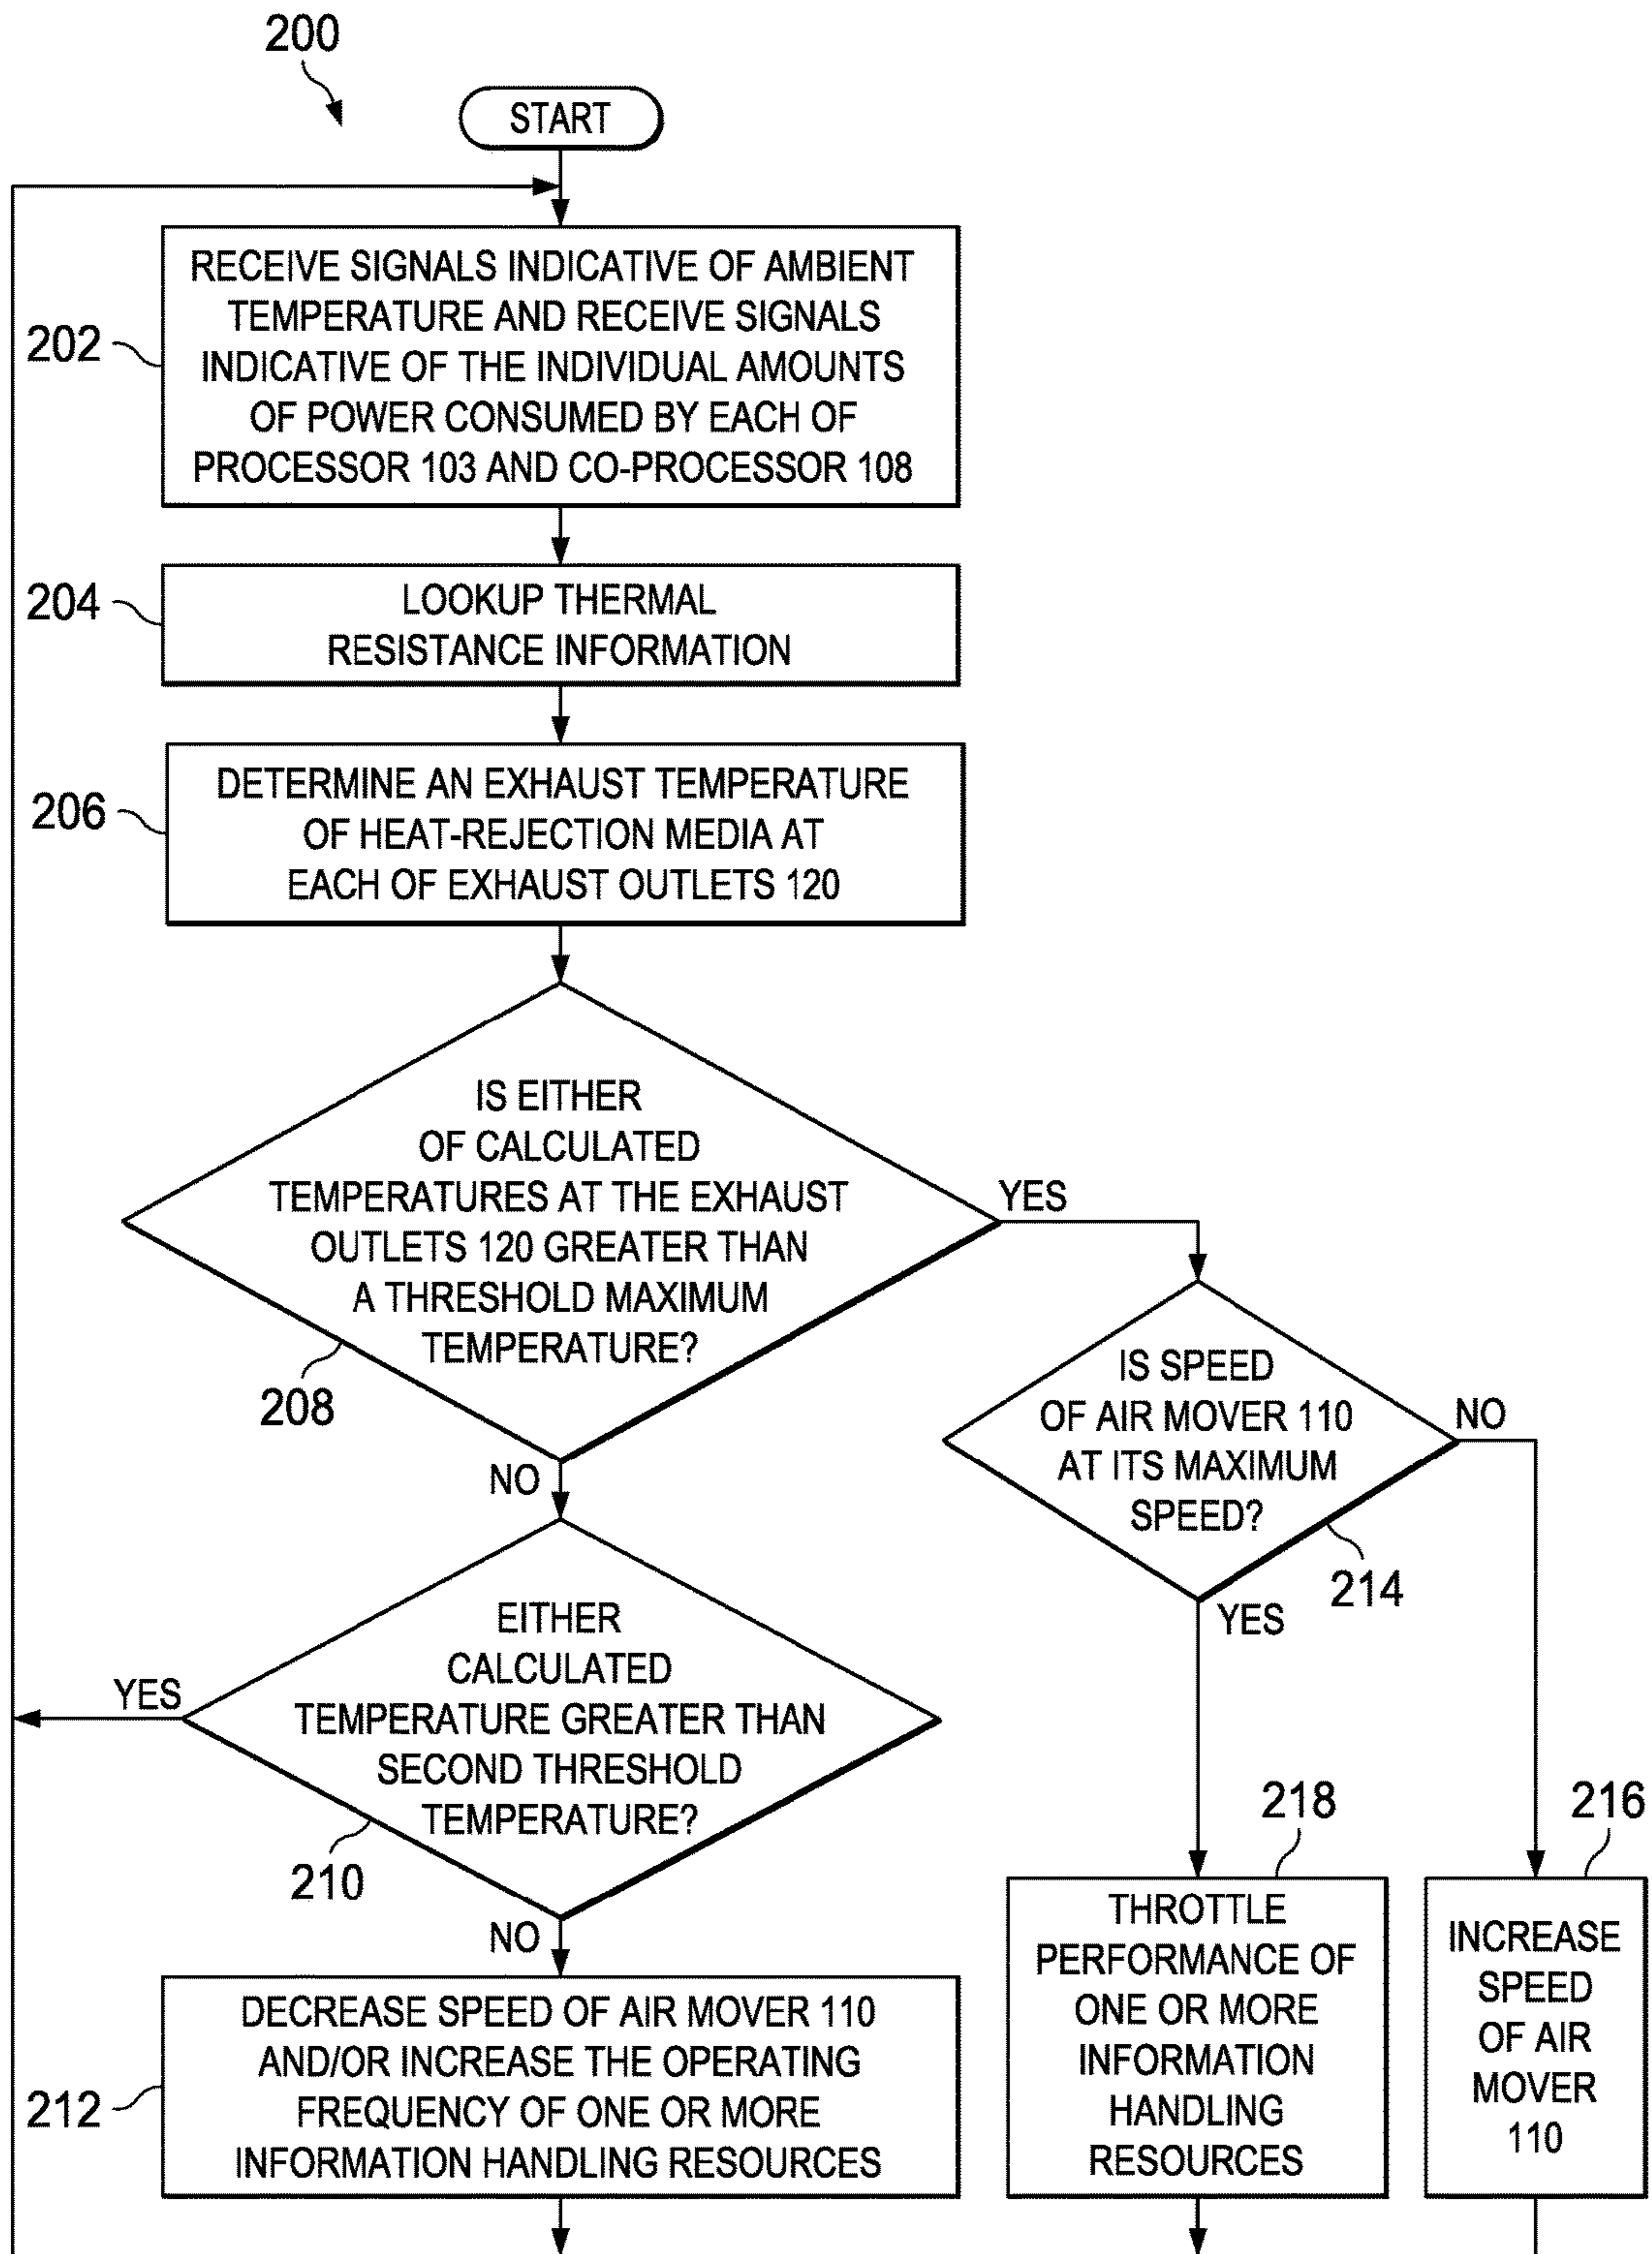 200
START
202
RECEIVE SIGNALS INDICATIVE OF AMBIENT
TEMPERATURE AND RECEIVE SIGNALS
INDICATIVE OF THE INDIVIDUAL AMOUNTS
OF POWER CONSUMED BY EACH OF
PROCESSOR 103 AND CO-PROCESSOR 108
204
LOOKUP THERMAL
RESISTANCE INFORMATION
206
DETERMINE AN EXHAUST TEMPERATURE
OF HEAT-REJECTION MEDIA AT
EACH OF EXHAUST OUTLETS 120
IS EITHER
OF CALCULATED
TEMPERATURES AT THE EXHAUST
OUTLETS 120 GREATER THAN
A THRESHOLD MAXIMUM
TEMPERATURE?
208
YES
NO
IS SPEED
OF AIR MOVER 110
AT ITS MAXIMUM
SPEED?
214
NO
YES
EITHER
CALCULATED
TEMPERATURE GREATER THAN
SECOND THRESHOLD
TEMPERATURE?
210
YES
NO
212
DECREASE SPEED OF AIR MOVER 110
AND/OR INCREASE THE OPERATING
FREQUENCY OF ONE OR MORE
INFORMATION HANDLING RESOURCES
218
THROTTLE
PERFORMANCE OF
ONE OR MORE
INFORMATION
HANDLING
RESOURCES
216
INCREASE
SPEED
OF AIR
MOVER
110